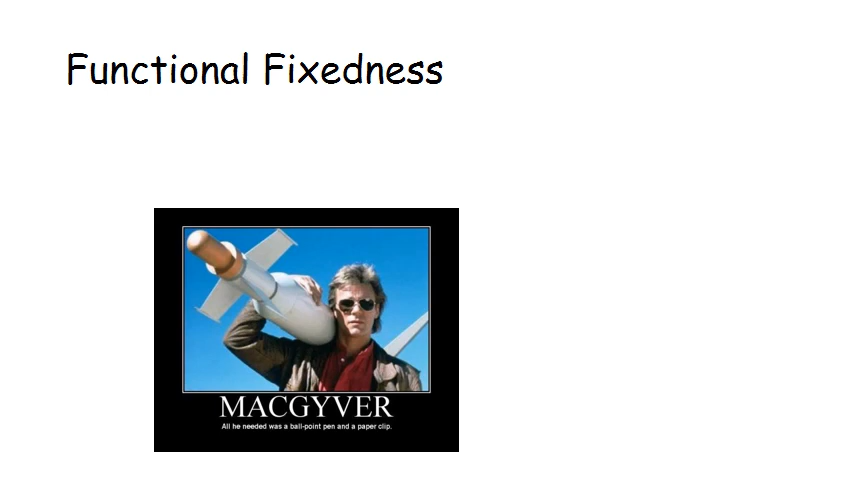 Functional Fixedness
MACGYVER
All he needed was a ball-point pen and a paper clip.